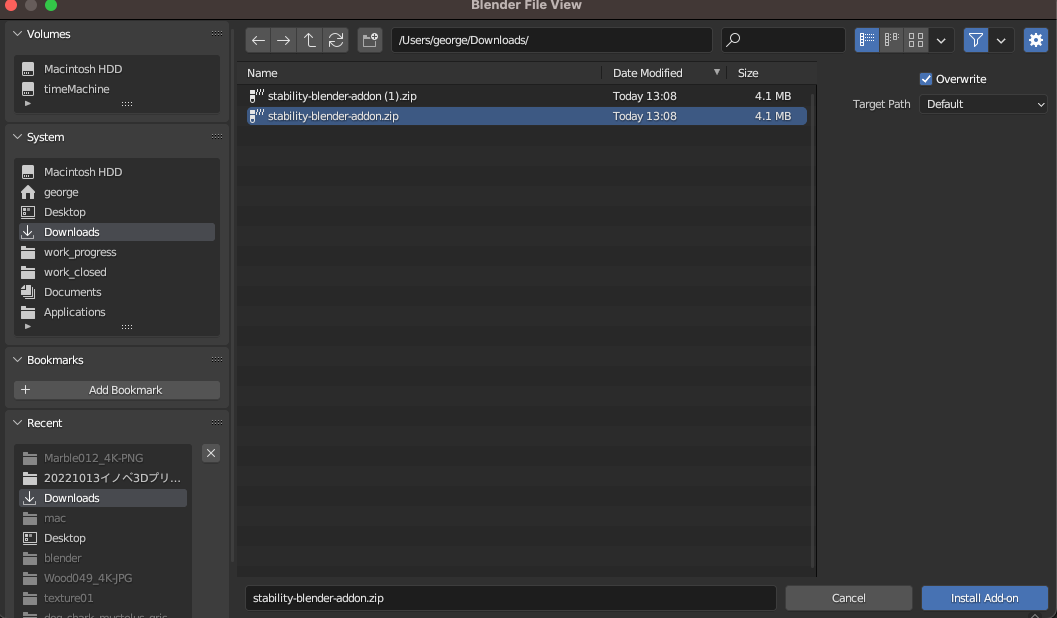 Blender File View
Volumes
Macintosh HDD
timeMachine
System
Macintosh HDD
george
Desktop
Downloads
work_progress
work_closed
Documents
Applications
Bookmarks
Add Bookmark
Recent
Marble012_4K-PNG
20221013イノベ3Dプリ...
Downloads
mac
Desktop
blender
Wood049_4K-JPG
texture01
/Users/george/Downloads/
Name Date Modified Size
stability-blender-addon (1).zip Today 13:08 4.1 MB
stability-blender-addon.zip Today 13:08 4.1 MB
Overwrite
Target Path Default
stability-blender-addon.zip
Cancel
Install Add-on